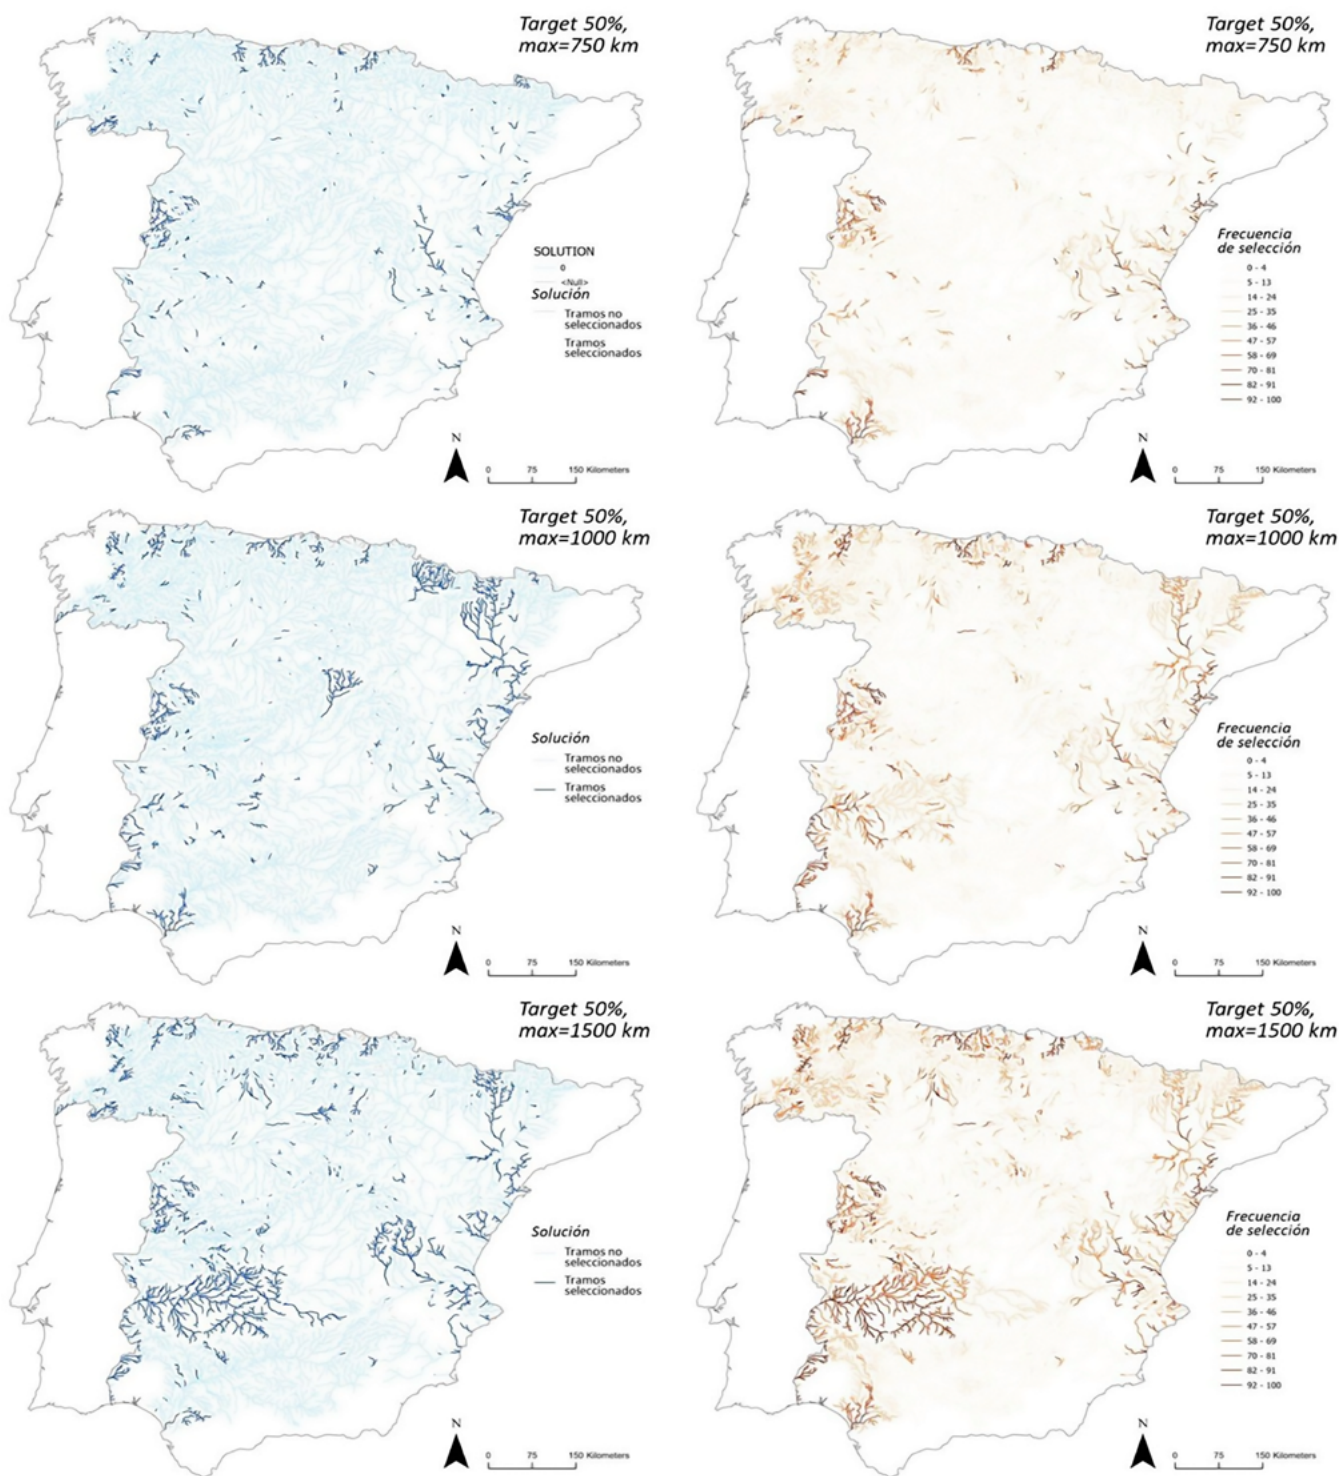 Target 50%,
max=750 km
SOLUTION
0
<Null>
Solución
Tramos no
seleccionados
Tramos
seleccionados
N
0 75 150 Kilometers
Target 50%,
max=750 km
Frecuencia
de selección
0 - 4
5 - 13
14 - 24
25 - 35
36 - 46
47 - 57
58 - 69
70 - 81
82 - 91
92 - 100
N
0 75 150 Kilometers
Target 50%,
max=1000 km
Solución
Tramos no
seleccionados
Tramos
seleccionados
N
0 75 150 Kilometers
Target 50%,
max=1000 km
Frecuencia
de selección
0 - 4
5 - 13
14 - 24
25 - 35
36 - 46
47 - 57
58 - 69
70 - 81
82 - 91
92 - 100
N
0 75 150 Kilometers
Target 50%,
max=1500 km
Solución
Tramos no
seleccionados
Tramos
seleccionados
N
0 75 150 Kilometers
Target 50%,
max=1500 km
Frecuencia
de selección
0 - 4
5 - 13
14 - 24
25 - 35
36 - 46
47 - 57
58 - 69
70 - 81
82 - 91
92 - 100
N
0 75 150 Kilometers